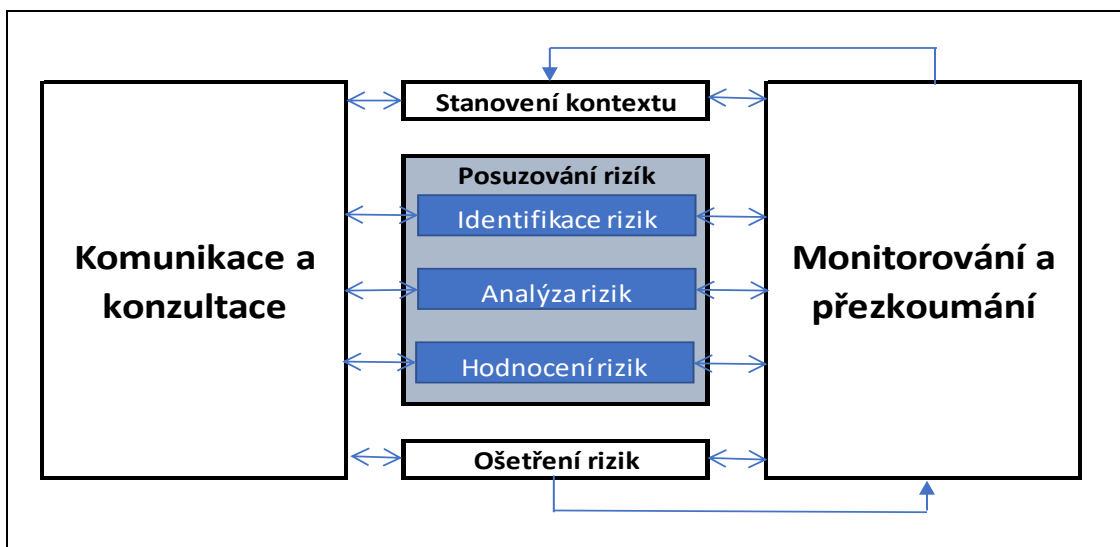 Stanovení kontextu
Posuzování rizík
Identifikace rizik
Komunikace a
konzultace
Analýza rizik
Monitorování a
přezkoumání
Hodnocení rizik
Ošetření rizik